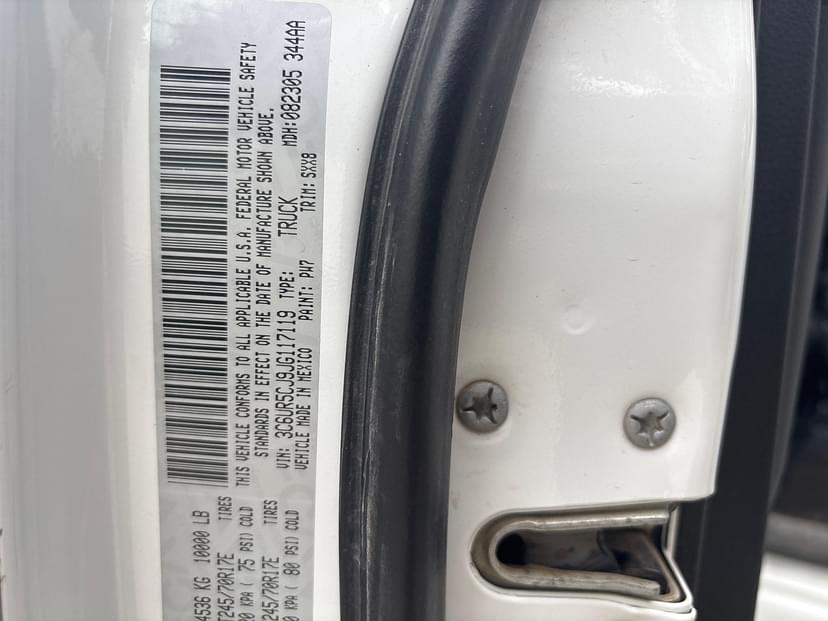 4536 KG 10000 LB
245/70R17E TIRES
0 KPA ( 75 PSI) COLD
245/70R17E TIRES
0 KPA ( 80 PSI) COLD
THIS VEHICLE CONFORMS TO ALL APPLICABLE U.S.A. FEDERAL MOTOR VEHICLE SAFETY
STANDARDS IN EFFECT ON THE DATE OF MANUFACTURE SHOWN ABOVE.
VIN: 3C6UR5CJ9JG117119 TYPE: TRUCK MDH:082305 344AA
VEHICLE MADE IN MEXICO PAINT: PW7 TRIM: SXX8